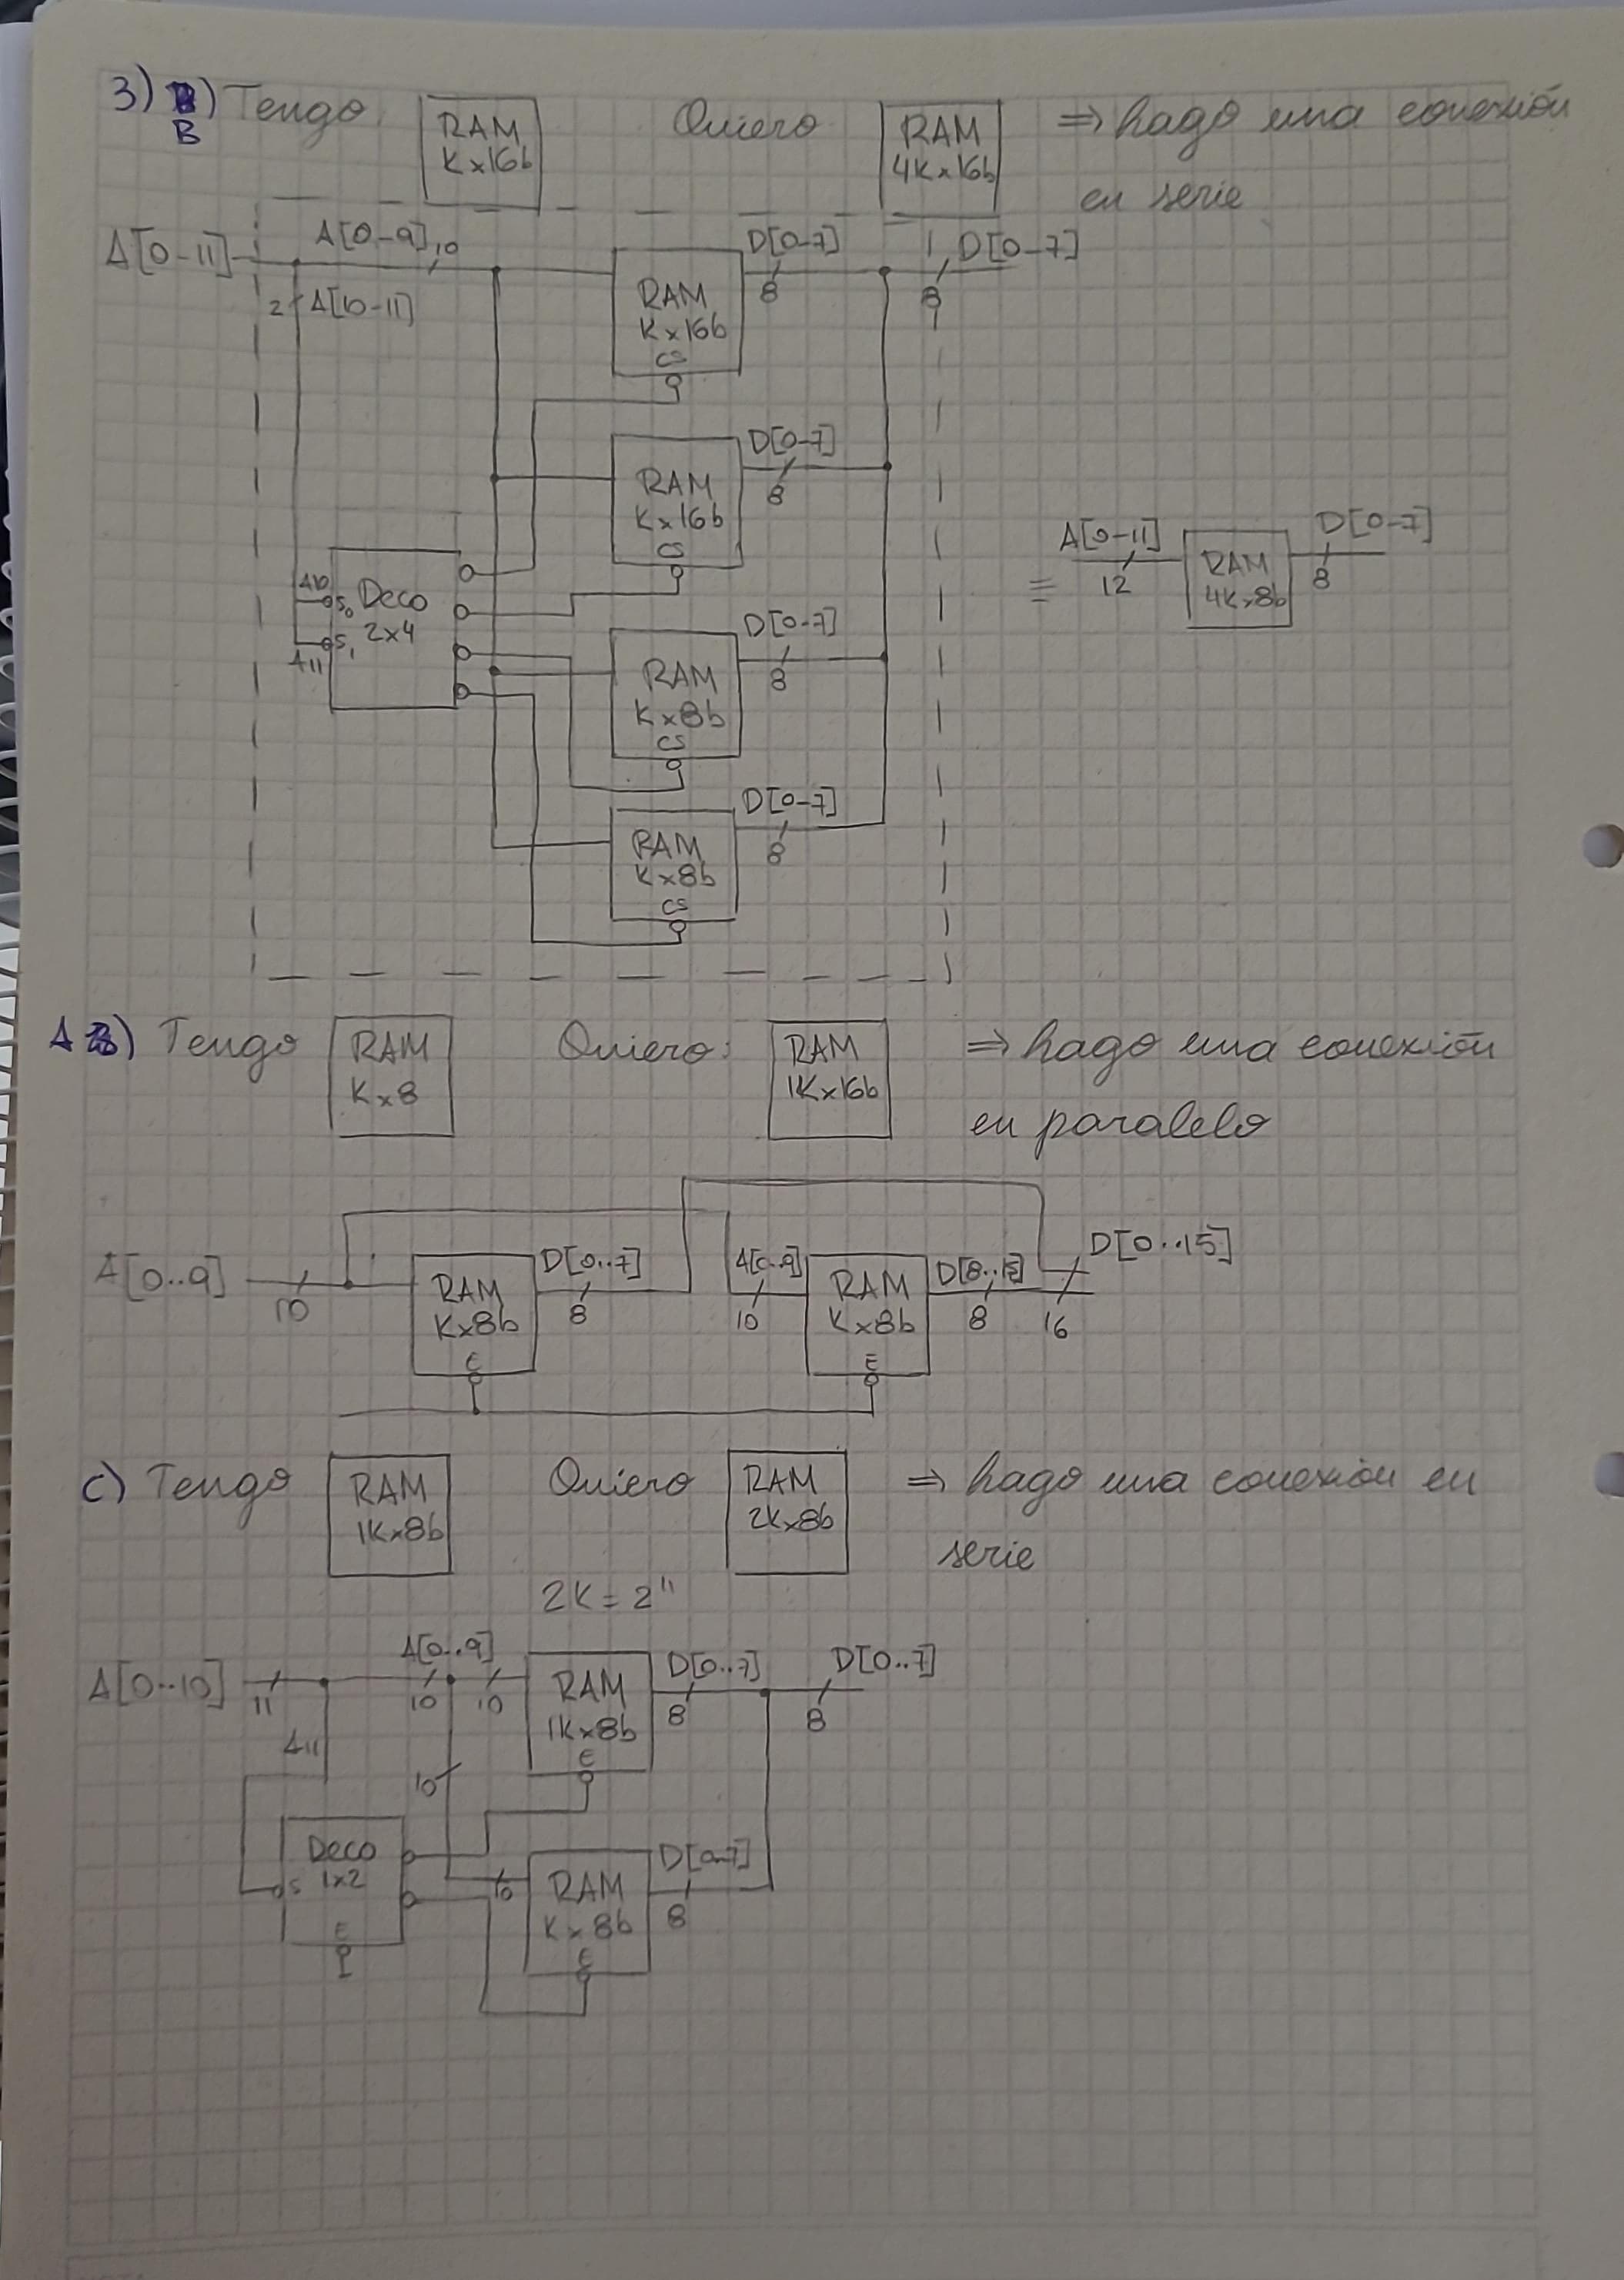 3) B) Tengo RAM Kx16b Quiero RAM 4Kx16b ⇒ hago una conexión
B
en serie
A[0-11] A[0-9] 10 D[0-7] 8 D[0-7] 8
2 A[10-11]
RAM
Kx16b
CS
D[0-7]
8
RAM
Kx16b
CS
A[0-11] D[0-7]
≡ 12 RAM 4Kx8b 8
A10 S0 Deco
2x4
A11 S1
D[0-7]
8
RAM
Kx8b
CS
D[0-7]
8
RAM
Kx8b
CS
A) Tengo RAM Kx8 Quiero: RAM 1Kx16b ⇒ hago una conexión
en paralelo
A[0..9] 10 RAM Kx8b E D[0..7] 8 A[0..9] 10 RAM Kx8b E D[8..15] 8 16 D[0..15]
C) Tengo RAM 1Kx8b Quiero RAM 2Kx8b ⇒ hago una conexión en
serie
2K = 2¹¹
A[0..10] 11 A[0..9] 10 10 RAM 1Kx8b E D[0..7] 8 D[0..7] 8
A11
10
Deco
S 1x2
E
10 RAM Kx8b E D[0-7] 8